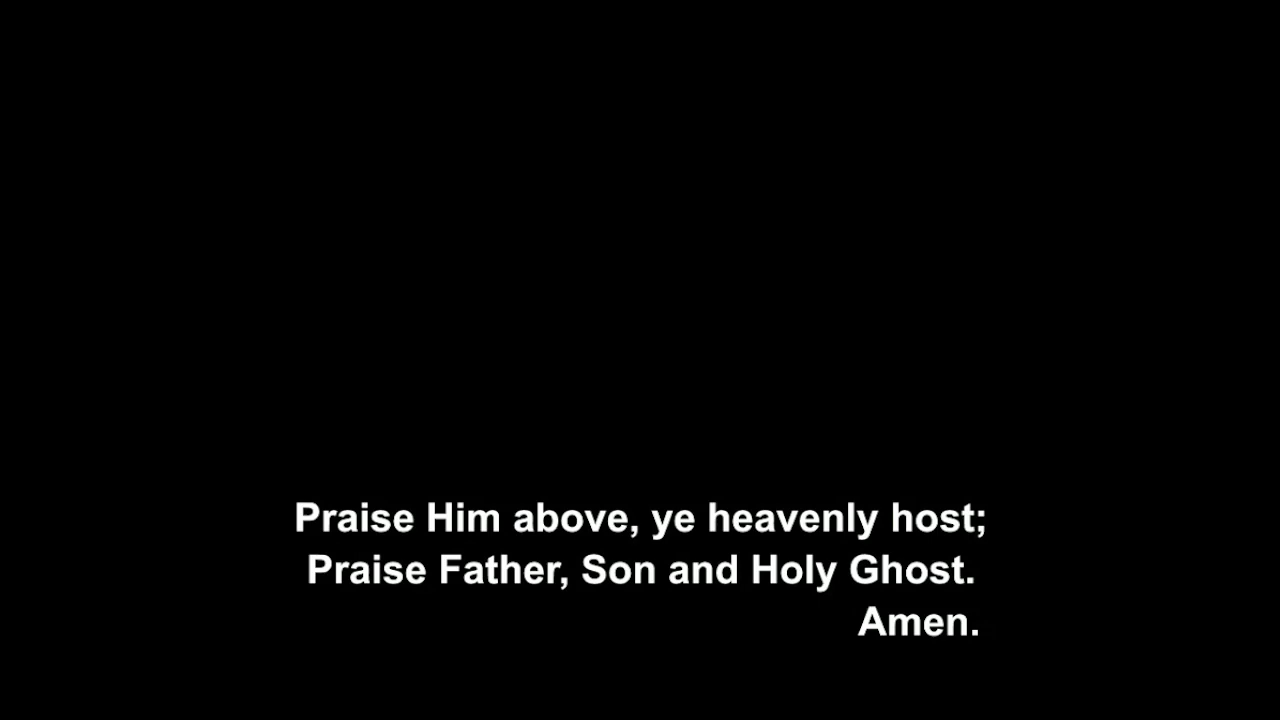 Praise Him above, ye heavenly host;
Praise Father, Son and Holy Ghost.
Amen.